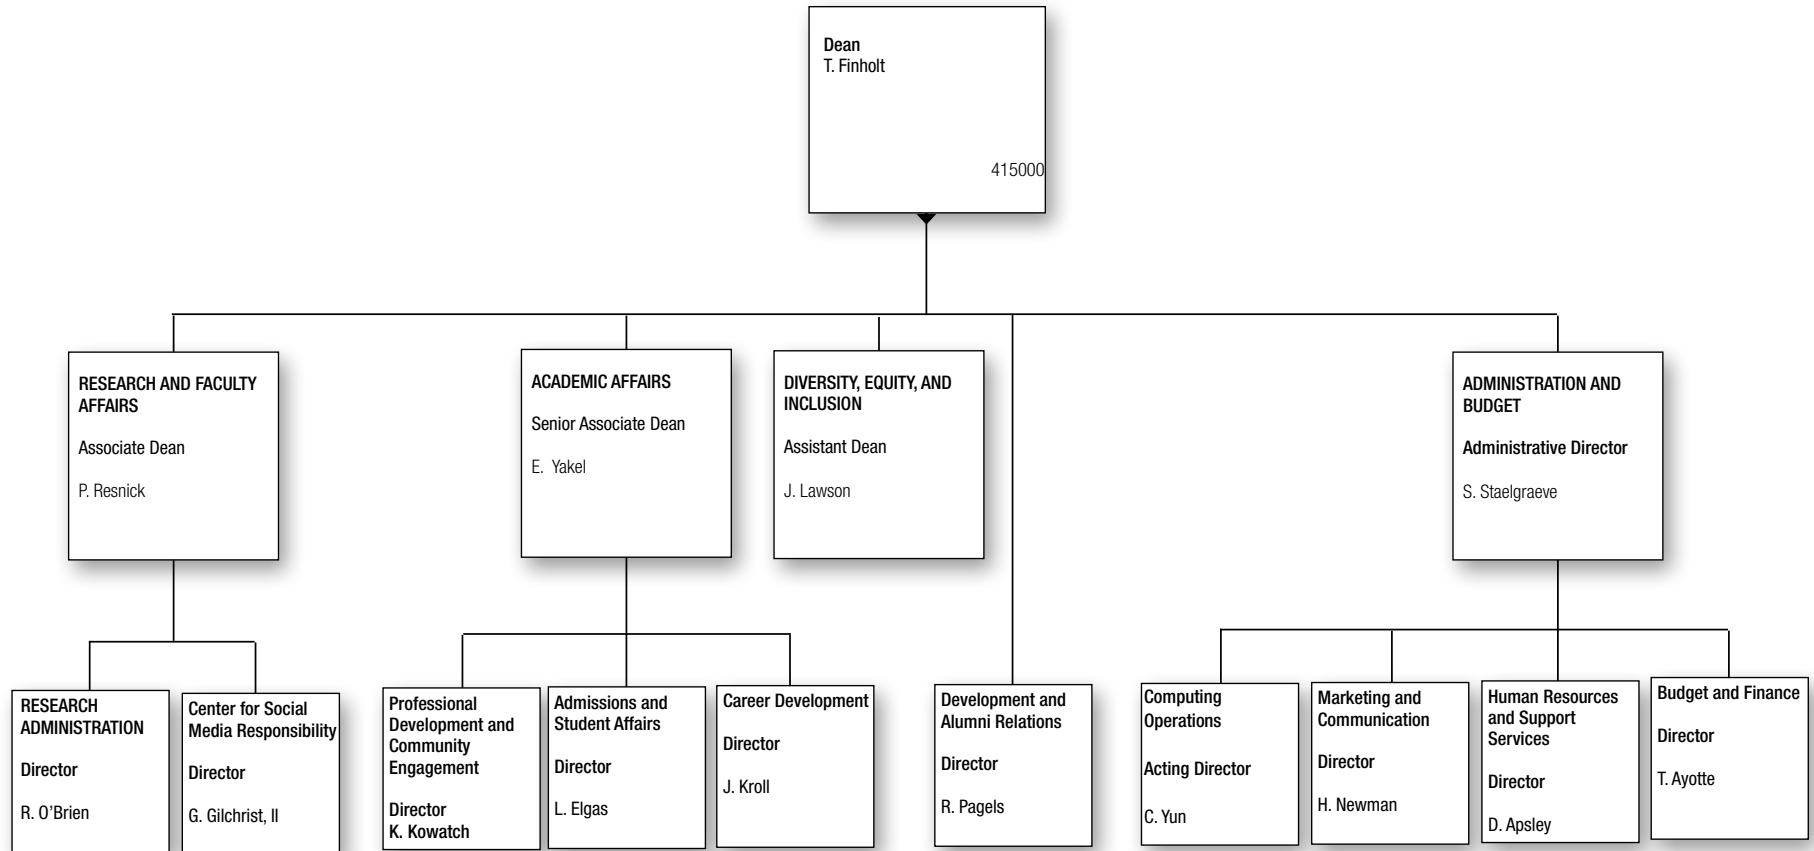 Dean
T. Finholt
415000
RESEARCH AND FACULTY
AFFAIRS
Associate Dean
P. Resnick
ACADEMIC AFFAIRS
Senior Associate Dean
E. Yakel
DIVERSITY, EQUITY, AND
INCLUSION
Assistant Dean
J. Lawson
ADMINISTRATION AND
BUDGET
Administrative Director
S. Staelgraeve
RESEARCH
ADMINISTRATION
Director
R. O’Brien
Center for Social
Media Responsibility
Director
G. Gilchrist, II
Professional
Development and
Community
Engagement
Director
K. Kowatch
Admissions and
Student Affairs
Director
L. Elgas
Career Development
Director
J. Kroll
Development and
Alumni Relations
Director
R. Pagels
Computing
Operations
Acting Director
C. Yun
Marketing and
Communication
Director
H. Newman
Human Resources
and Support
Services
Director
D. Apsley
Budget and Finance
Director
T. Ayotte